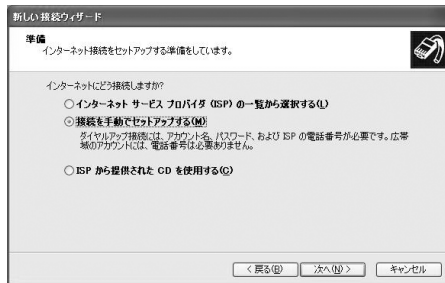 新しい接続ウィザード
準備
インターネット接続をセットアップする準備をしています。
インターネットにどう接続しますか?
インターネット サービス プロバイダ (ISP) の一覧から選択する(L)
接続を手動でセットアップする(M)
ダイヤルアップ接続には、アカウント名、パスワード、および ISP の電話番号が必要です。広帯
域のアカウントには、電話番号は必要ありません。
ISP から提供された CD を使用する(C)
< 戻る(B)
次へ(N) >
キャンセル